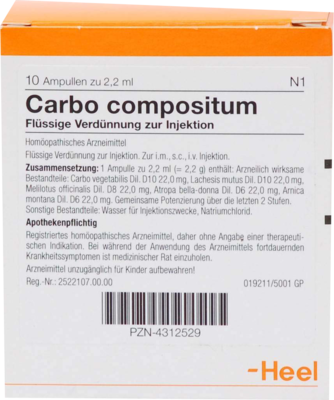 10 Ampullen zu 2,2 ml N1
Carbo compositum
Flüssige Verdünnung zur Injektion
Homöopathisches Arzneimittel
Flüssige Verdünnung zur Injektion. Zur i.m., s.c., i.v. Injektion.
Zusammensetzung: 1 Ampulle zu 2,2 ml (= 2,2 g) enthält: Arzneilich wirksame
Bestandteile: Carbo vegetabilis Dil. D10 22,0 mg, Lachesis mutus Dil. D10 22,0 mg,
Melilotus officinalis Dil. D8 22,0 mg, Atropa bella-donna Dil. D6 22,0 mg, Arnica
montana Dil. D6 22,0 mg. Gemeinsame Potenzierung über die letzten 2 Stufen.
Sonstige Bestandteile: Wasser für Injektionszwecke, Natriumchlorid.
Apothekenpflichtig
Registriertes homöopathisches Arzneimittel, daher ohne Angabe einer therapeu-
tischen Indikation. Bei während der Anwendung des Arzneimittels fortdauernden
Krankheitssymptomen ist medizinischer Rat einzuholen.
Arzneimittel unzugänglich für Kinder aufbewahren!
Reg.-Nr.: 2522107.00.00 019211/5001 GP
PZN-4312529
-Heel